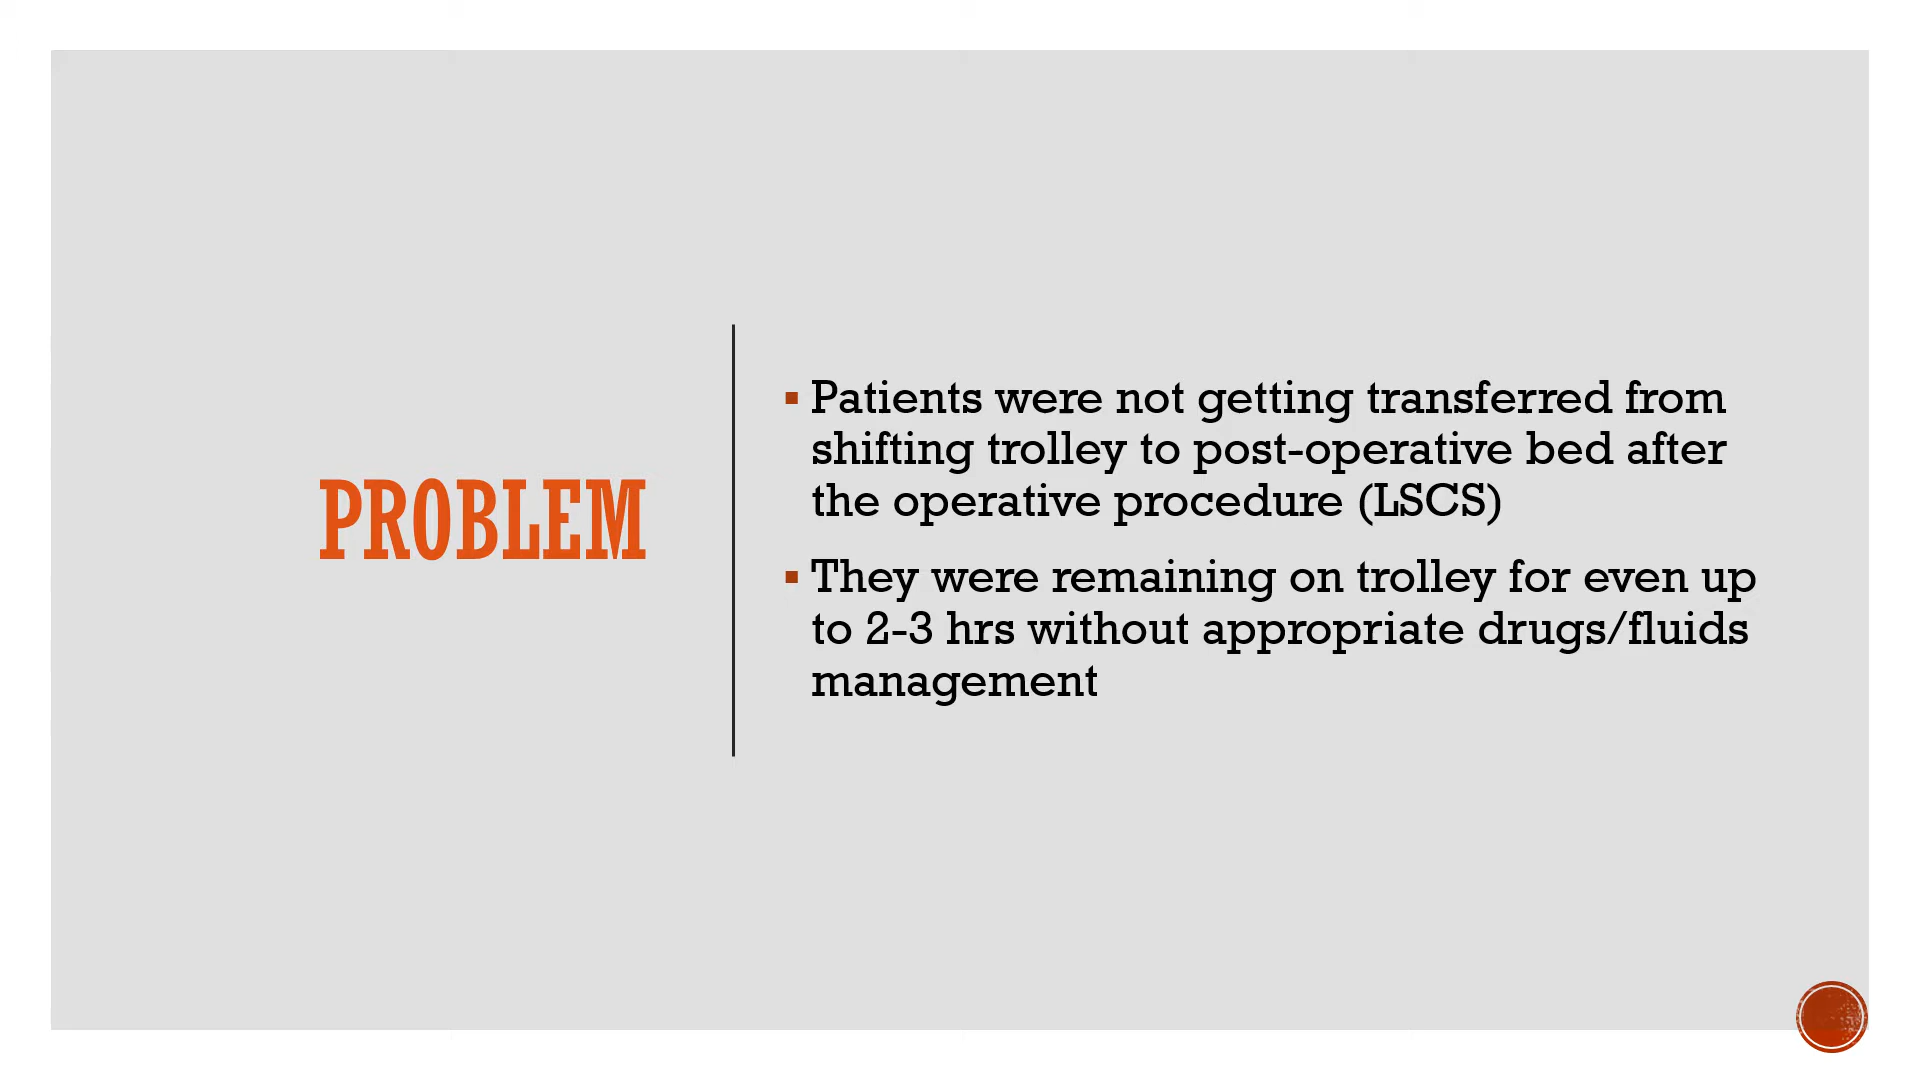 PROBLEM
▪ Patients were not getting transferred from
shifting trolley to post-operative bed after
the operative procedure (LSCS)
▪ They were remaining on trolley for even up
to 2-3 hrs without appropriate drugs/fluids
management